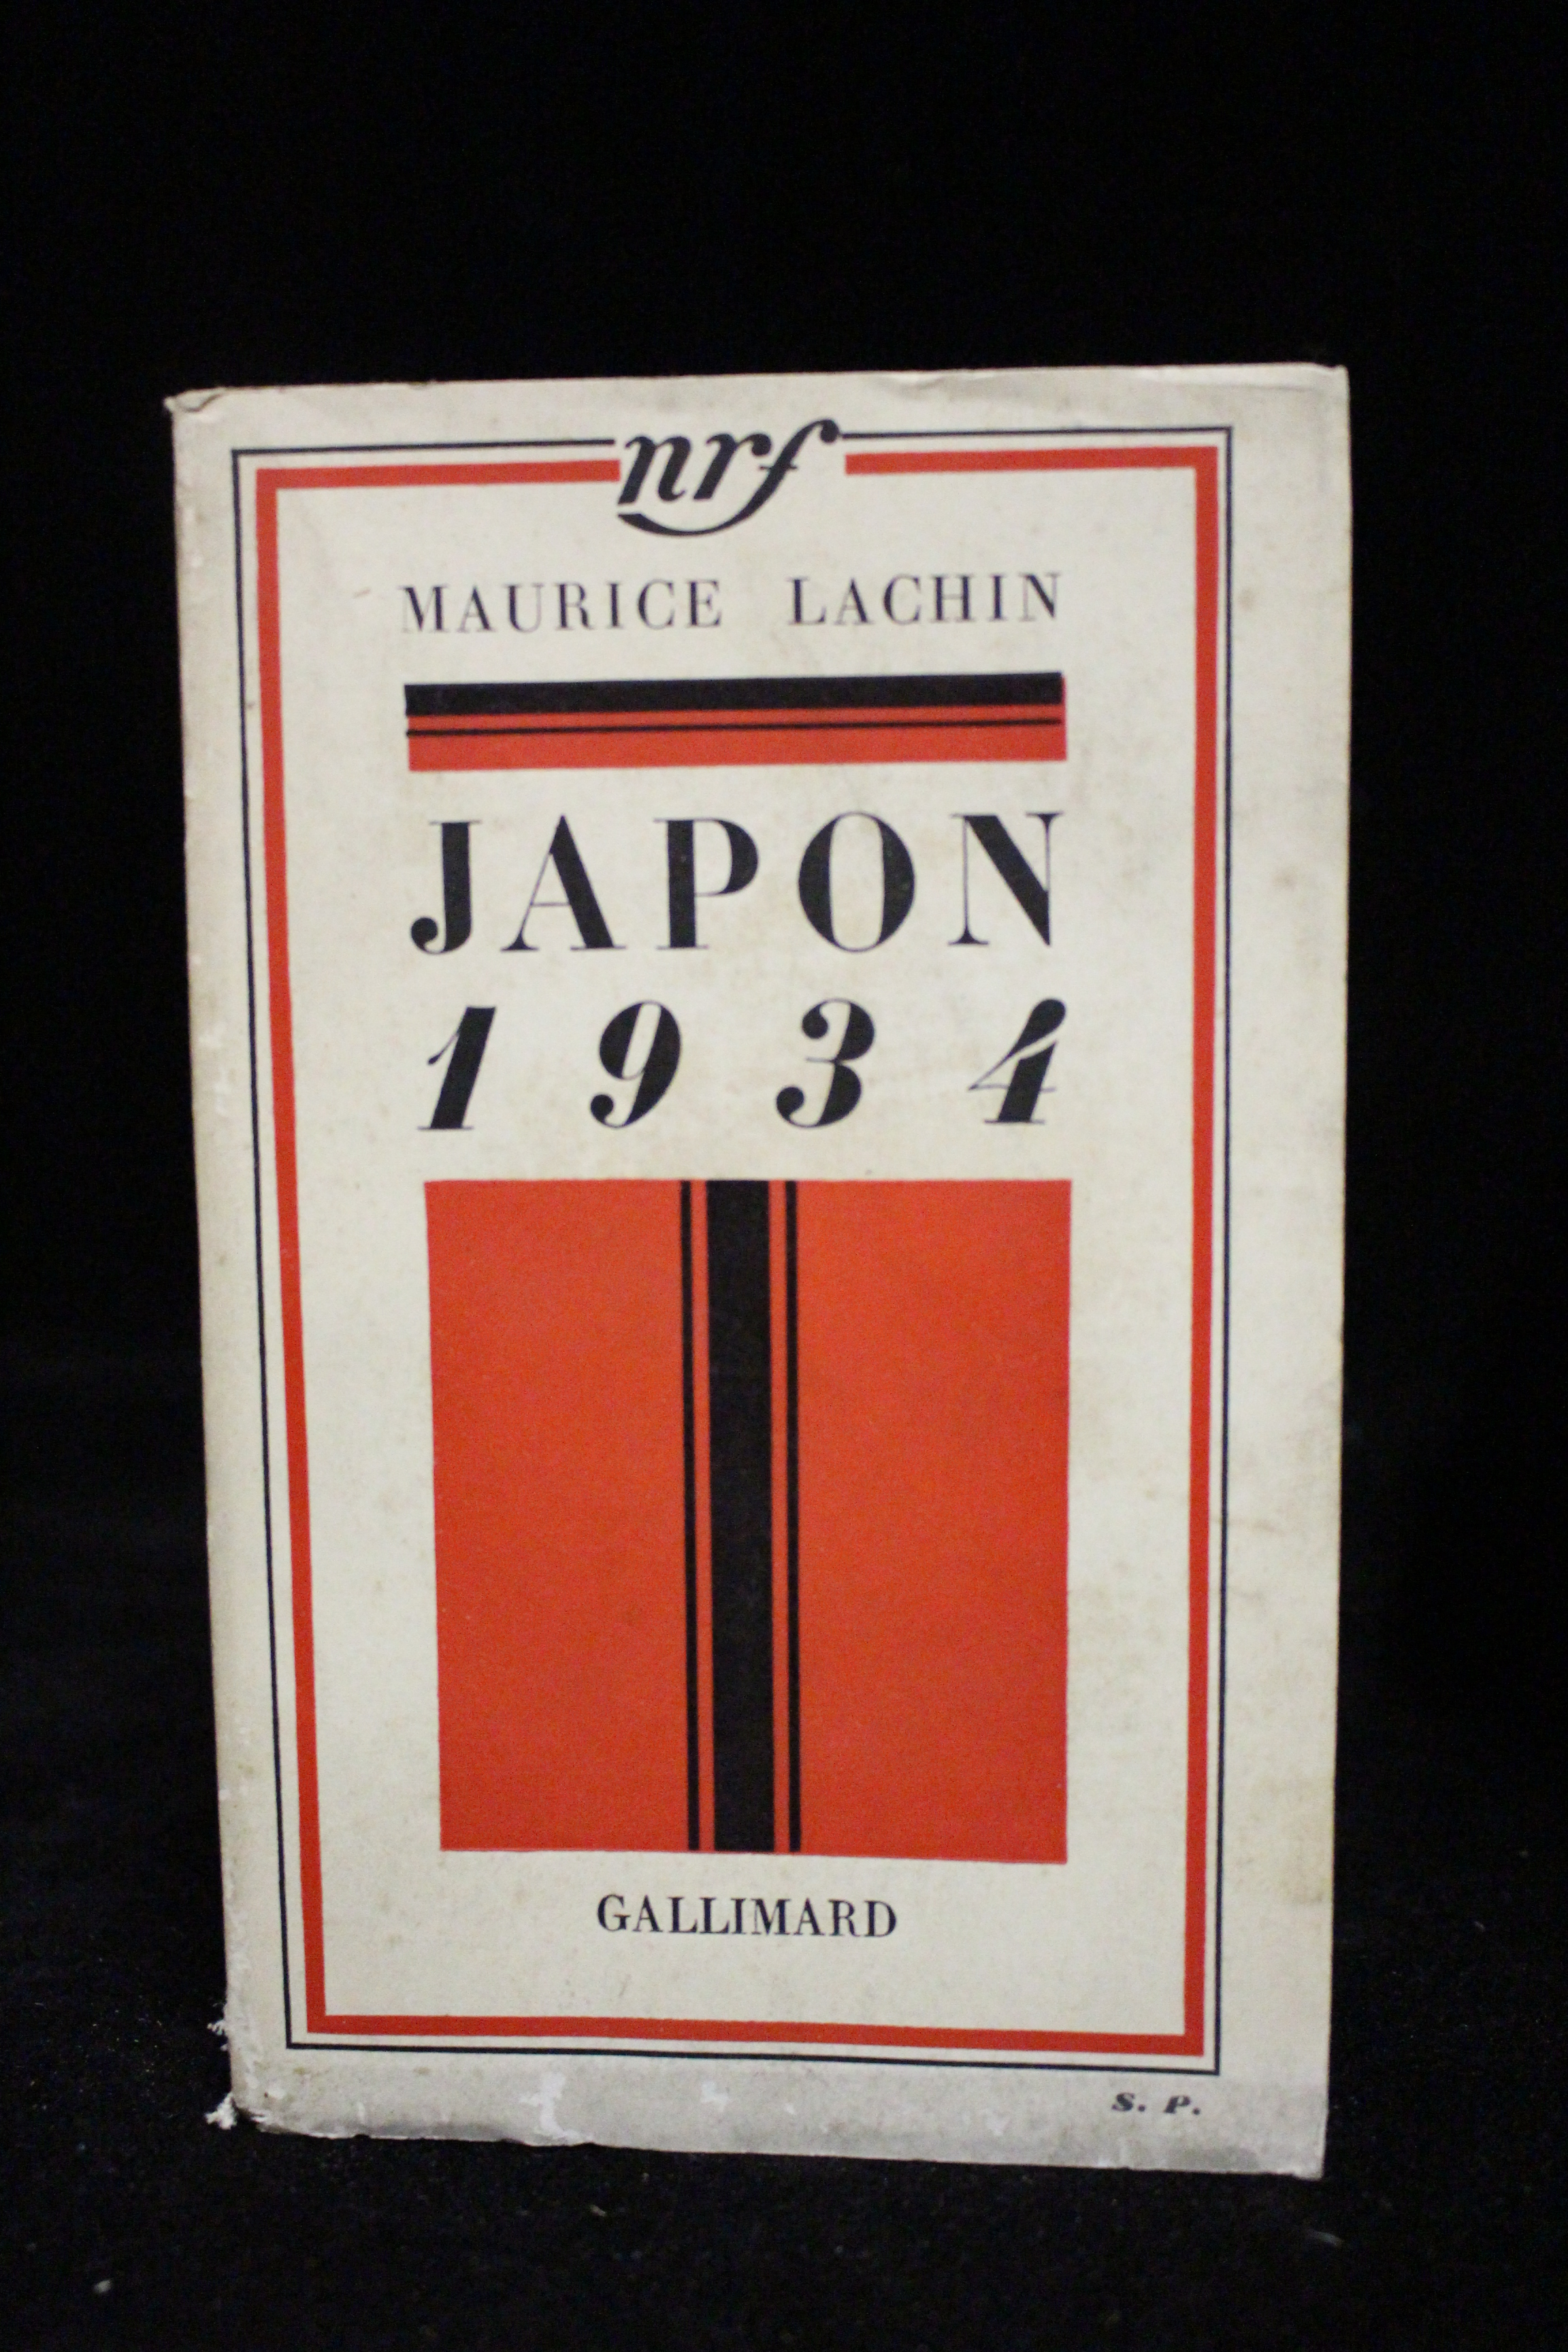 nrf
MAURICE LACHIN
JAPON
1934
GALLIMARD
S. P.